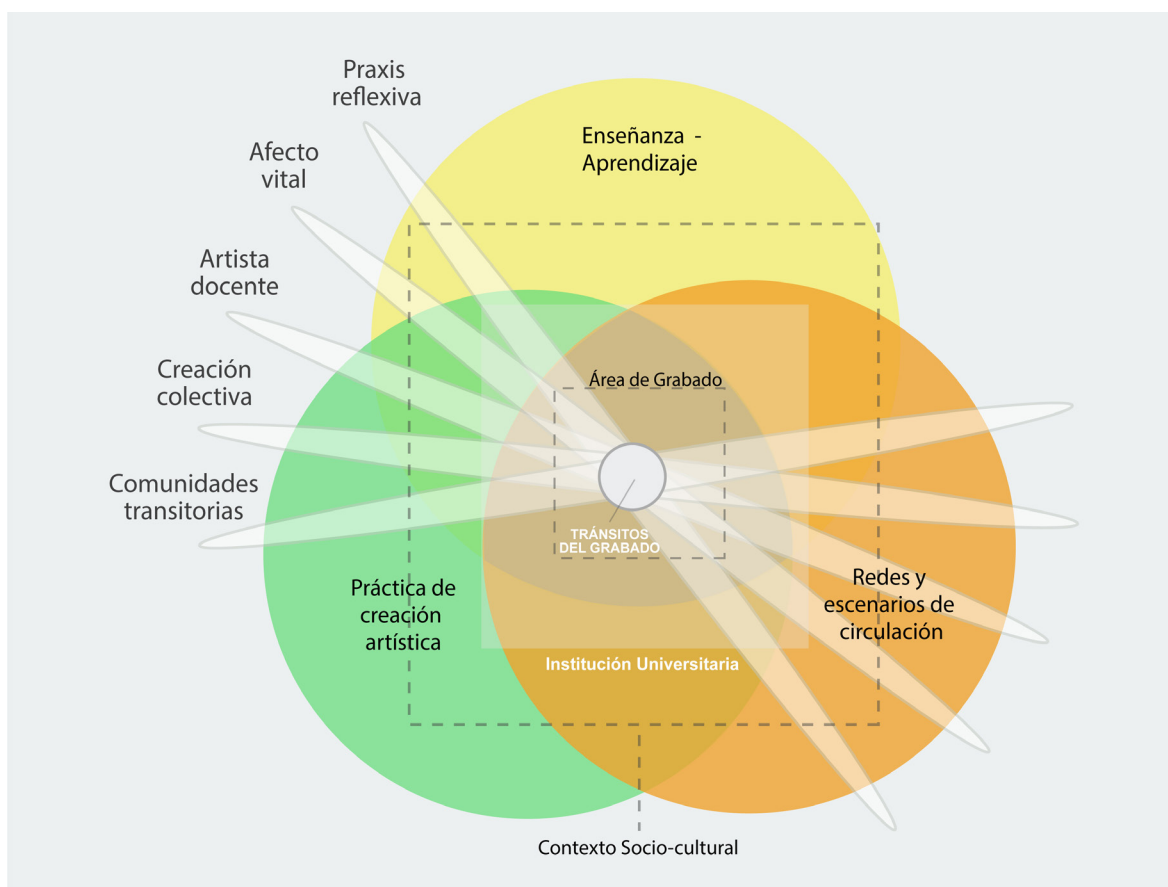 Praxis
reflexiva
Afecto
vital
Artista
docente
Creación
colectiva
Comunidades
transitorias
Enseñanza -
Aprendizaje
Área de Grabado
TRÁNSITOS
DEL GRABADO
Práctica de
creación
artística
Redes y
escenarios de
circulación
Institución Universitaria
Contexto Socio-cultural